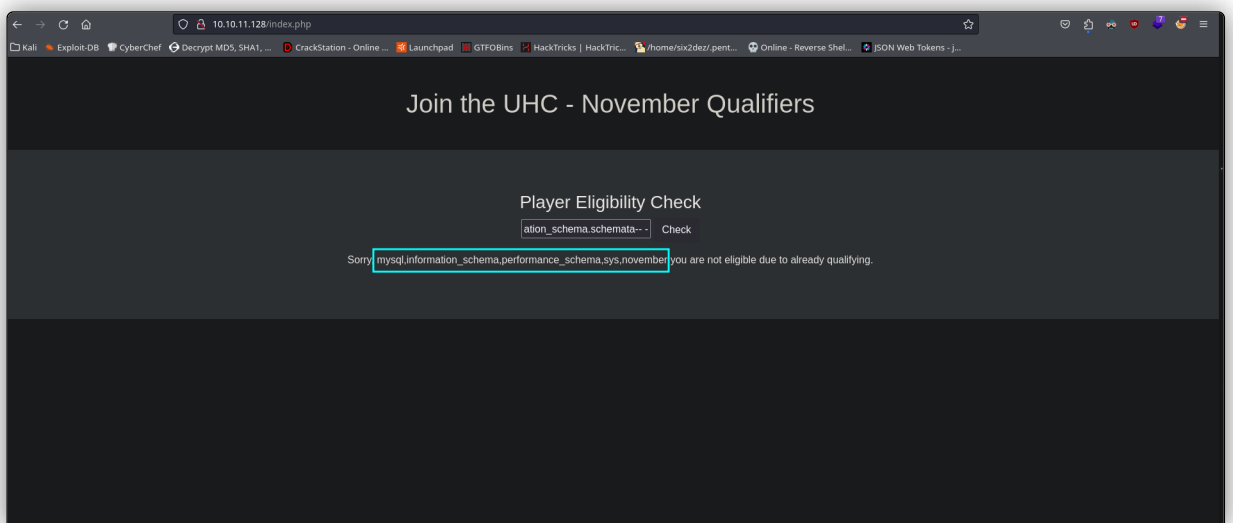 10.10.11.128/index.php
7
Kali Exploit-DB CyberChef Decrypt MD5, SHA1, ... CrackStation - Online ... Launchpad GTFOBins HackTricks | HackTric... /home/six2dez/.pent... Online - Reverse Shel... JSON Web Tokens - j...
Join the UHC - November Qualifiers
Player Eligibility Check
ation_schema.schemata-- - Check
Sorry, mysql,information_schema,performance_schema,sys,november you are not eligible due to already qualifying.